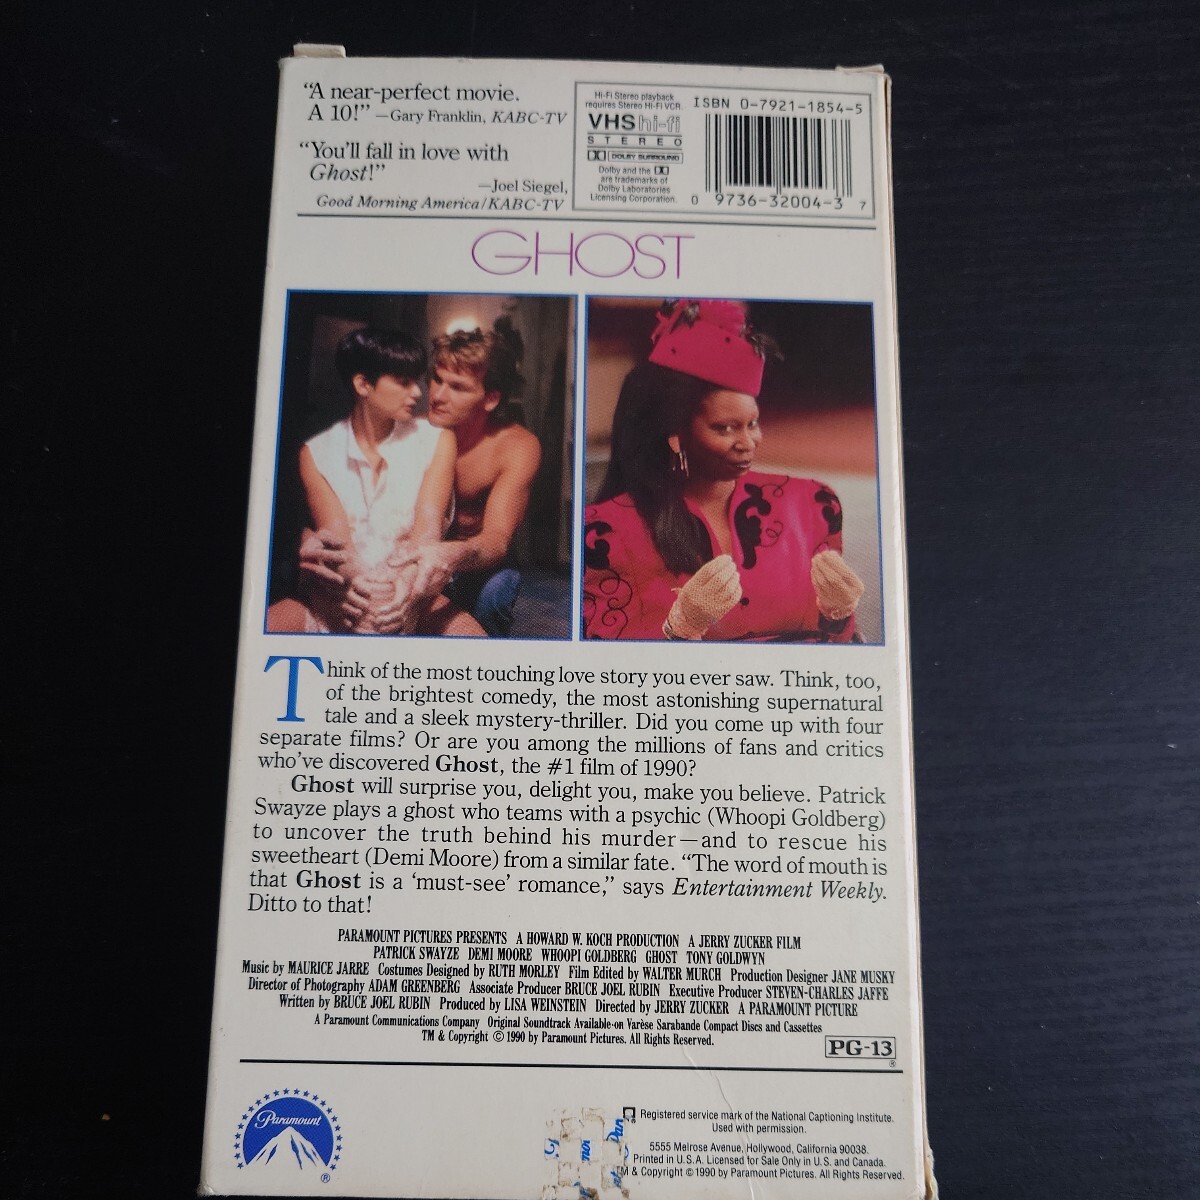 “A near-perfect movie.
A 10!” —Gary Franklin, KABC-TV
“You'll fall in love with
Ghost!”
—Joel Siegel,
Good Morning America/KABC-TV
Hi-Fi Stereo playback
requires Stereo Hi-Fi VCR.
VHS hi-fi
STEREO
DOLBY SURROUND
Dolby and the
are trademarks of
Dolby Laboratories
Licensing Corporation.
ISBN 0-7921-1854-5
0 9736-32004-3 7
GHOST
Think of the most touching love story you ever saw. Think, too,
of the brightest comedy, the most astonishing supernatural
tale and a sleek mystery-thriller. Did you come up with four
separate films? Or are you among the millions of fans and critics
who've discovered Ghost, the #1 film of 1990?
Ghost will surprise you, delight you, make you believe. Patrick
Swayze plays a ghost who teams with a psychic (Whoopi Goldberg)
to uncover the truth behind his murder—and to rescue his
sweetheart (Demi Moore) from a similar fate. “The word of mouth is
that Ghost is a ‘must-see’ romance,” says Entertainment Weekly.
Ditto to that!
PARAMOUNT PICTURES PRESENTS A HOWARD W. KOCH PRODUCTION A JERRY ZUCKER FILM
PATRICK SWAYZE DEMI MOORE WHOOPI GOLDBERG GHOST TONY GOLDWYN
Music by MAURICE JARRE Costumes Designed by RUTH MORLEY Film Edited by WALTER MURCH Production Designer JANE MUSKY
Director of Photography ADAM GREENBERG Associate Producer BRUCE JOEL RUBIN Executive Producer STEVEN-CHARLES JAFFE
Written by BRUCE JOEL RUBIN Produced by LISA WEINSTEIN Directed by JERRY ZUCKER A PARAMOUNT PICTURE
A Paramount Communications Company Original Soundtrack Available on Varèse Sarabande Compact Discs and Cassettes
TM & Copyright © 1990 by Paramount Pictures. All Rights Reserved.
PG-13
®
Paramount
®
® Registered service mark of the National Captioning Institute.
Used with permission.
5555 Melrose Avenue, Hollywood, California 90038.
Printed in U.S.A. Licensed for Sale Only in U.S. and Canada.
TM & Copyright © 1990 by Paramount Pictures. All Rights Reserved.